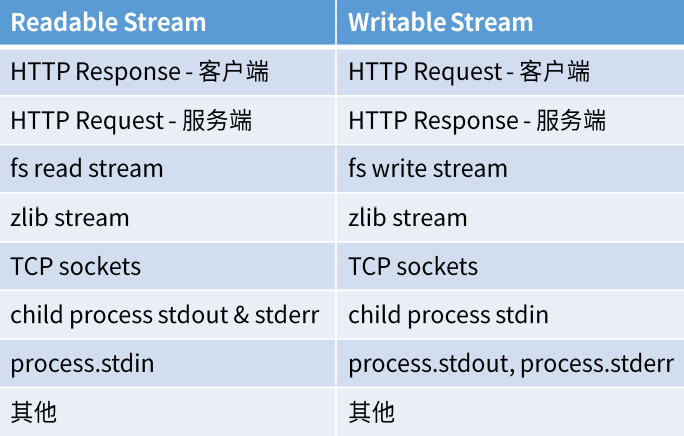 Readable Stream Writable Stream
HTTP Response - 客户端 HTTP Request - 客户端
HTTP Request - 服务端 HTTP Response - 服务端
fs read stream fs write stream
zlib stream zlib stream
TCP sockets TCP sockets
child process stdout & stderr child process stdin
process.stdin process.stdout, process.stderr
其他 其他